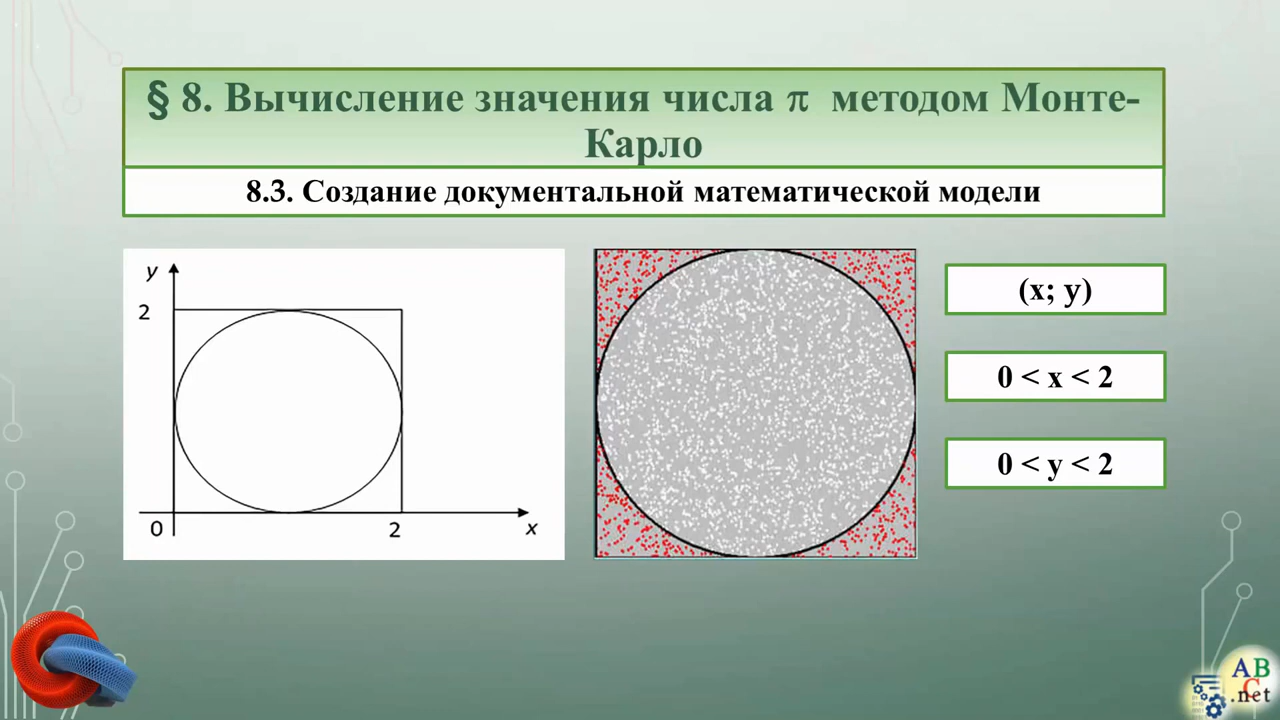 § 8. Вычисление значения числа π методом Монте-
Карло
8.3. Создание документальной математической модели
y
2
0
2
x
(x; y)
0 < x < 2
0 < y < 2
A B
C
.net